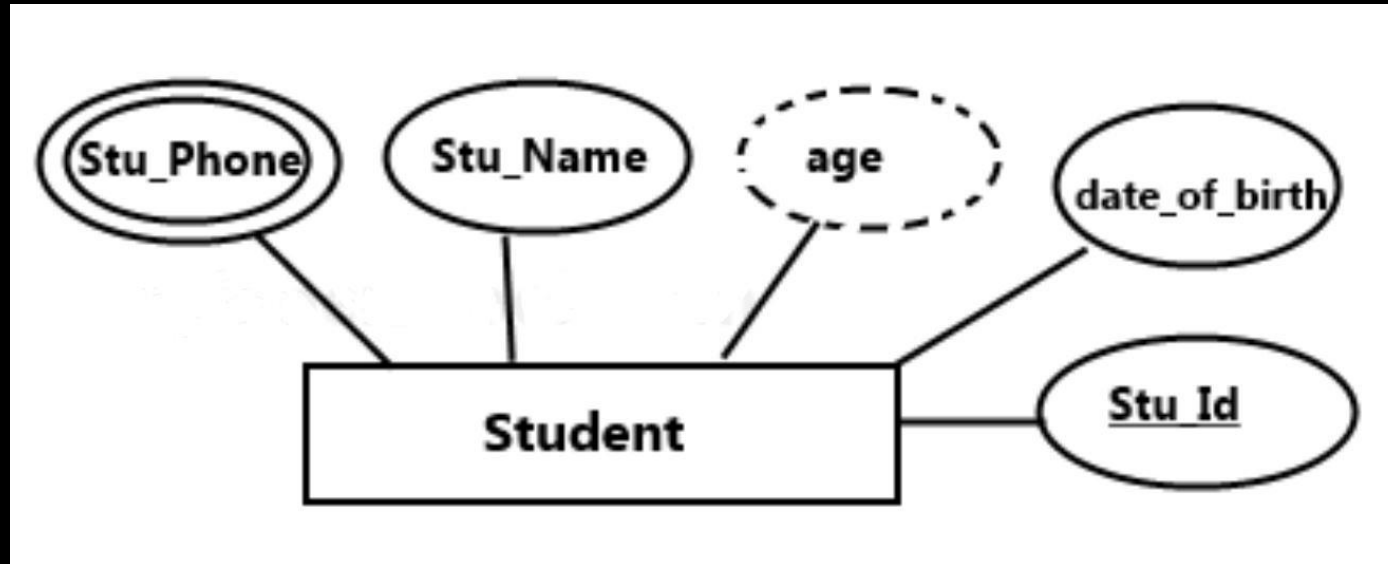 Stu_Phone
Stu_Name
age
date_of_birth
Stu_Id
Student